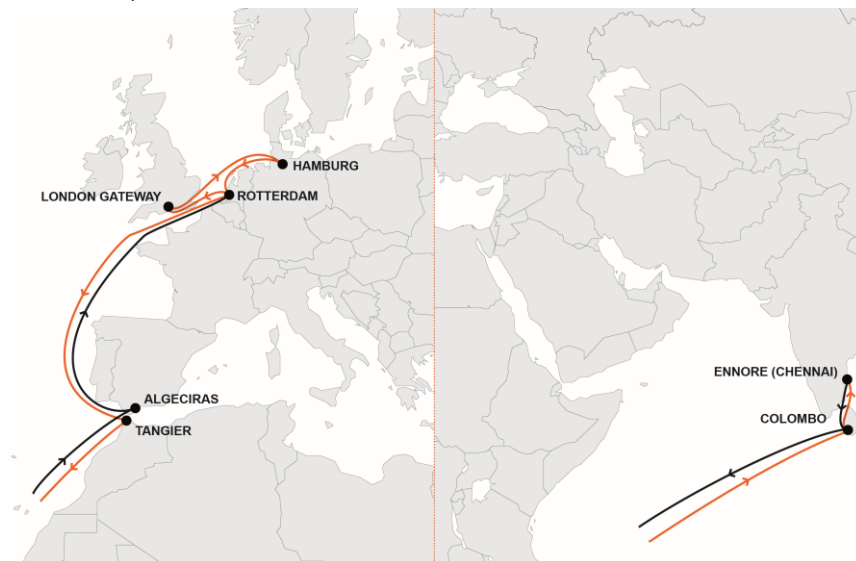 HAMBURG
LONDON GATEWAY
ROTTERDAM
ALGECIRAS
TANGIER
ENNORE (CHENNAI)
COLOMBO